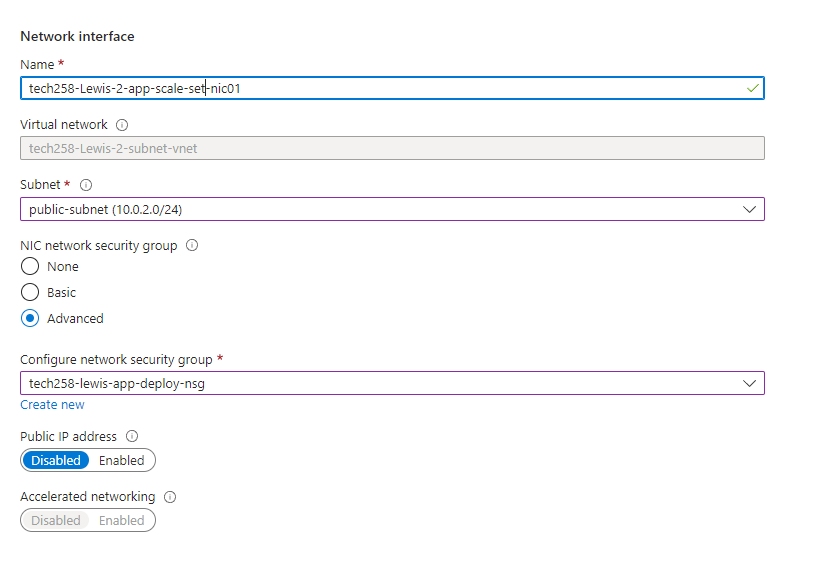 Network interface
Name *
tech258-Lewis-2-app-scale-set-nic01
Virtual network
tech258-Lewis-2-subnet-vnet
Subnet *
public-subnet (10.0.2.0/24)
NIC network security group
None
Basic
Advanced
Configure network security group *
tech258-lewis-app-deploy-nsg
Create new
Public IP address
Disabled Enabled
Accelerated networking
Disabled Enabled